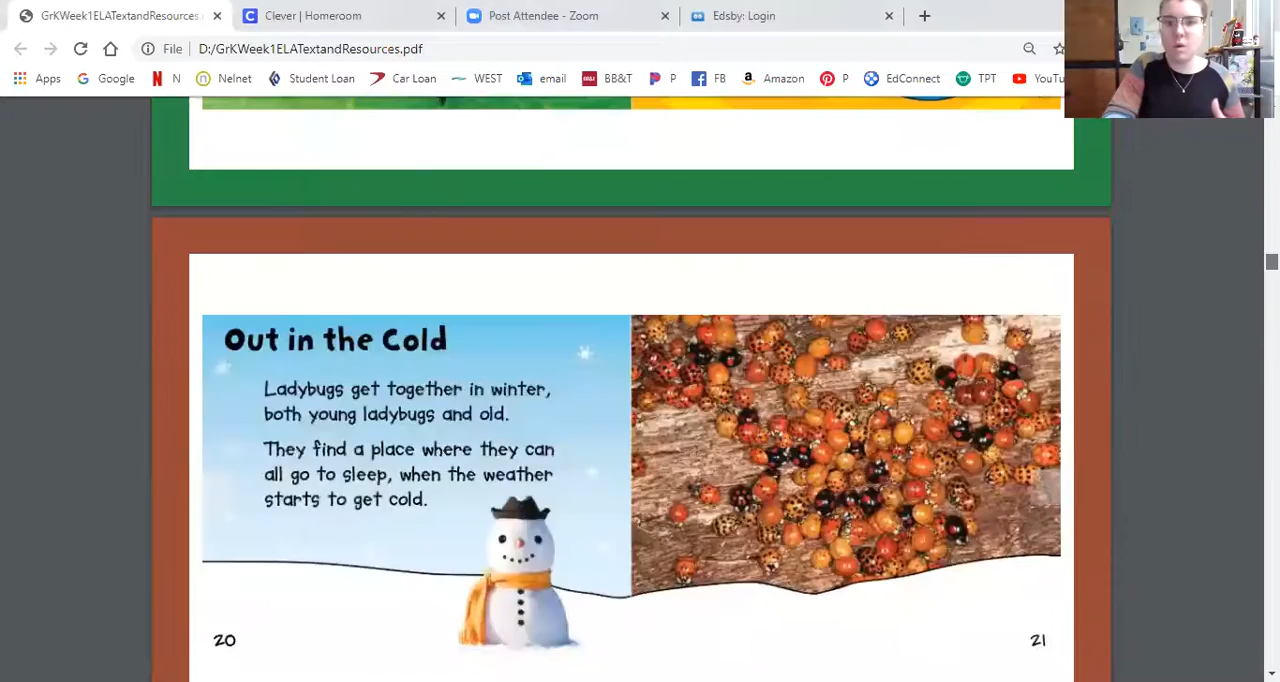 GrKWeek1ELATextandResources.
Clever | Homeroom
Post Attendee - Zoom
Edsby: Login
File
D:/GrKWeek1ELATextandResources.pdf
Apps
Google
N
Nelnet
Student Loan
Car Loan
WEST
email
BB&T
P
FB
Amazon
P
EdConnect
TPT
YouTu
Out in the Cold
Ladybugs get together in winter,
both young ladybugs and old.
They find a place where they can
all go to sleep, when the weather
starts to get cold.
20
21